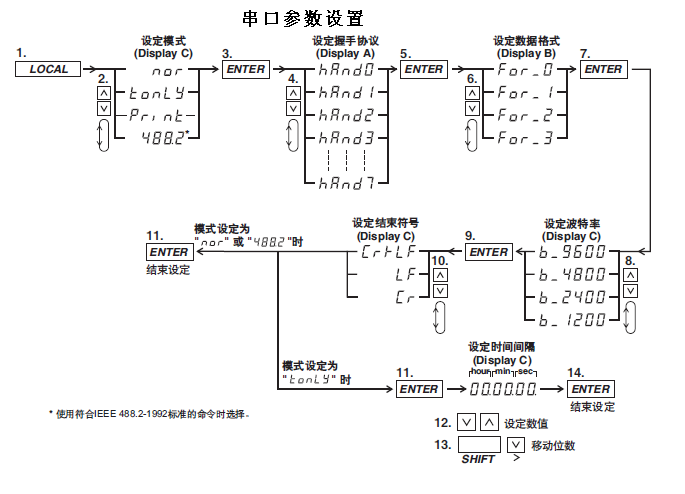 串口参数设置
设定模式
(Display C)
设定握手协议
(Display A)
设定数据格式
(Display B)
1.
LOCAL
2.
nor
tonLY
Print
488.2*
3.
ENTER
4.
hAnd0
hAnd1
hAnd2
hAnd3
hAnd7
5.
ENTER
6.
For_0
For_1
For_2
For_3
7.
ENTER
设定波特率
(Display C)
8.
b_9600
b_4800
b_2400
b_1200
9.
ENTER
设定结束符号
(Display C)
10.
Cr+LF
LF
Cr
模式设定为
"nor" 或 "488.2"时
11.
ENTER
结束设定
模式设定为
"tonLY" 时
11.
ENTER
设定时间间隔
(Display C)
hour min sec
00.00.00.
14.
ENTER
结束设定
12.
设定数值
13.
移动位数
SHIFT >
* 使用符合IEEE 488.2-1992标准的命令时选择。